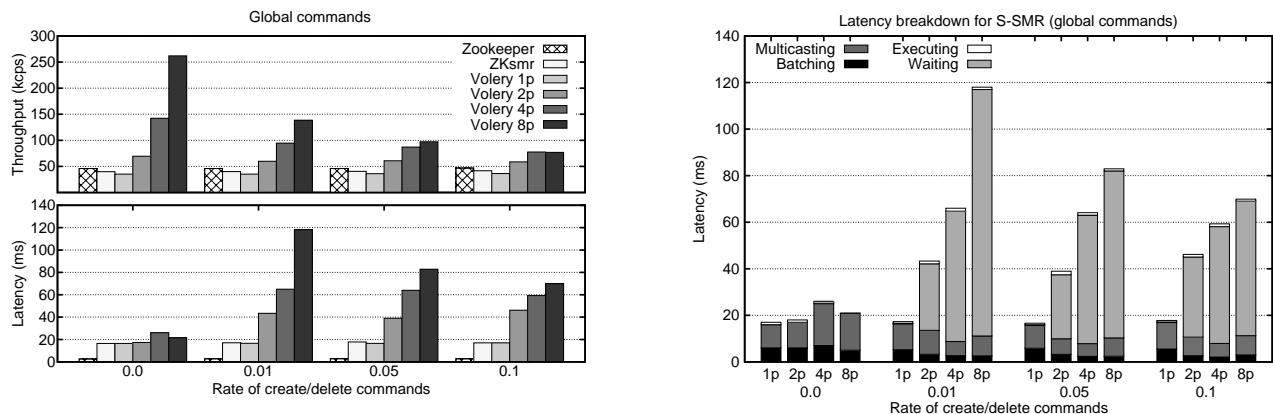 Global commands
Throughput (kcps)
300
250
200
150
100
50
Zookeeper
ZKsmr
Volery 1p
Volery 2p
Volery 4p
Volery 8p
Latency (ms)
140
120
100
80
60
40
20
0
0.0 0.01 0.05 0.1
Rate of create/delete commands
Latency breakdown for S-SMR (global commands)
Multicasting Executing
Batching Waiting
Latency (ms)
140
120
100
80
60
40
20
0
1p 2p 4p 8p 1p 2p 4p 8p 1p 2p 4p 8p 1p 2p 4p 8p
0.0 0.01 0.05 0.1
Rate of create/delete commands